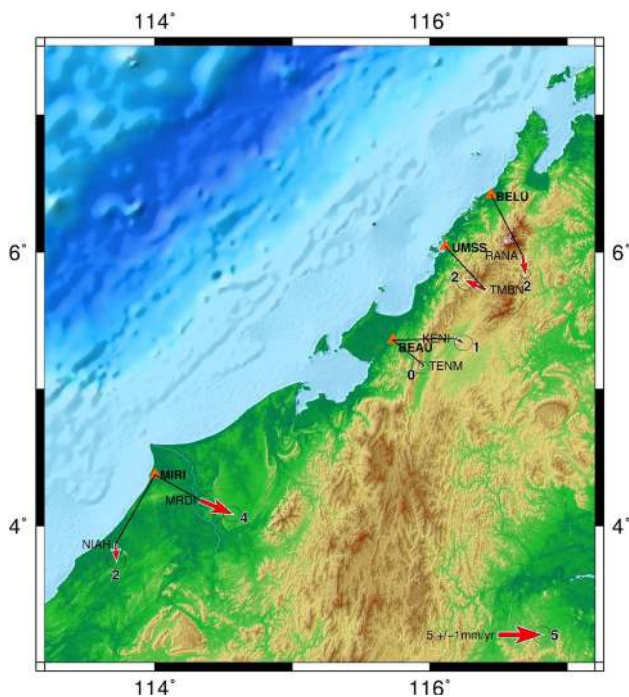 114° 116°
BELU
6° UMSS 6°
RANA
2 TMBN 2
KENI 1
BEAU
0 TENM
MIRI
MRDI
4
4° 4°
NIAH
2
5 +/−1mm/yr 5
114° 116°